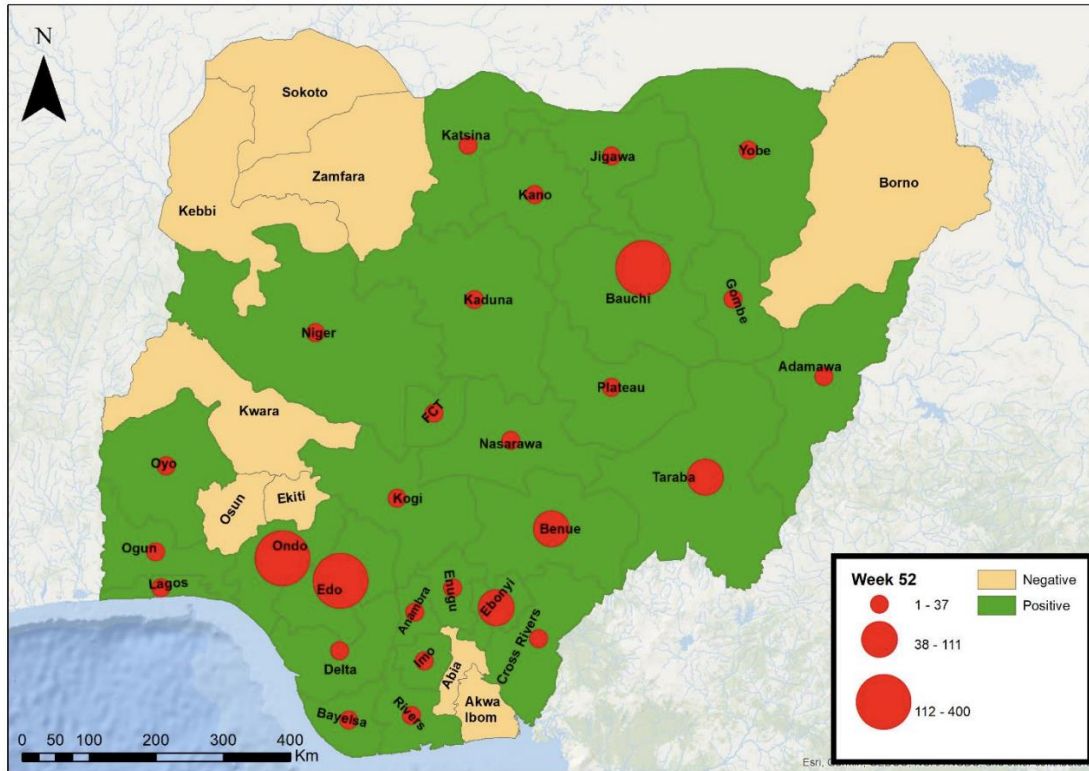 N
Sokoto
Katsina
Jigawa
Yobe
Zamfara
Kano
Borno
Kebbi
Bauchi
Gombe
Kaduna
Niger
Adamawa
Plateau
Kwara
FCT
Nasarawa
Oyo
Taraba
Kogi
Osun
Ekiti
Benue
Ondo
Ogun
Edo
Lagos
Enugu
Ebonyi
Anambra
Cross Rivers
Delta
Imo
Abia
Akwa
Ibom
Bayelsa
Rivers
Week 52
1 - 37
38 - 111
112 - 400
Negative
Positive
0 50 100 200 300 400
Km
Esri,